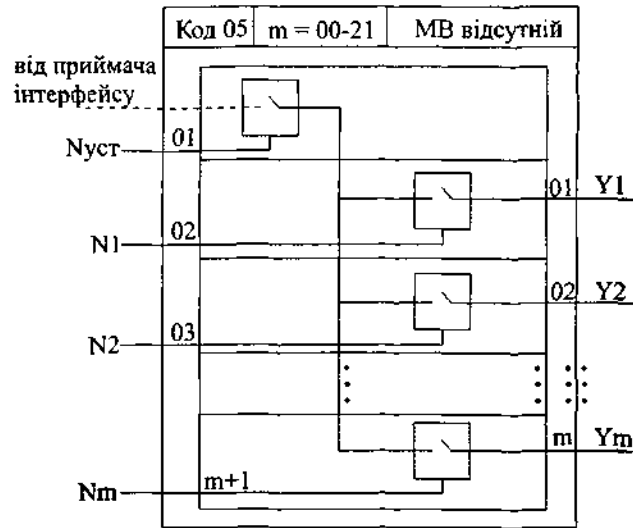 Код 05 m = 00-21 МВ відсутній
від приймача
інтерфейсу
01
Nуст
01 Y1
02
N1
02 Y2
03
N2
m Ym
m+1
Nm